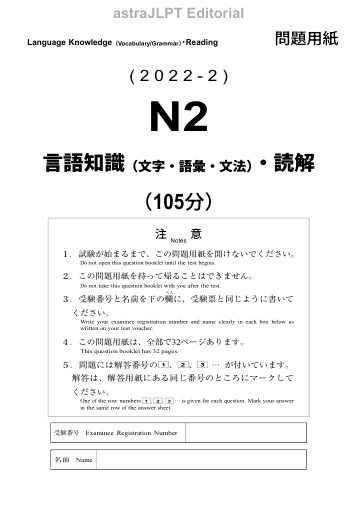 astraJLPT Editorial
Language Knowledge (Vocabulary/Grammar)・Reading
問題用紙
(2022-2)
N2
言語知識（文字・語彙・文法）・読解
（105分）
注　意
Notes
1. 試験が始まるまで、この問題用紙を開けないでください。
Do not open this question booklet until the test begins.
2. この問題用紙を持って帰ることはできません。
Do not take this question booklet with you after the test.
らん
3. 受験番号と名前を下の欄に、受験票と同じように書いて
ください。
Write your examinee registration number and name clearly in each box below as
written on your test voucher.
4. この問題用紙は、全部で32ページあります。
This question booklet has 32 pages.
5. 問題には解答番号の1、2、3 … が付いています。
解答は、解答用紙にある同じ番号のところにマークして
ください。
One of the row numbers 1, 2, 3 … is given for each question. Mark your answer
in the same row of the answer sheet.
受験番号 Examinee Registration Number
名前 Name